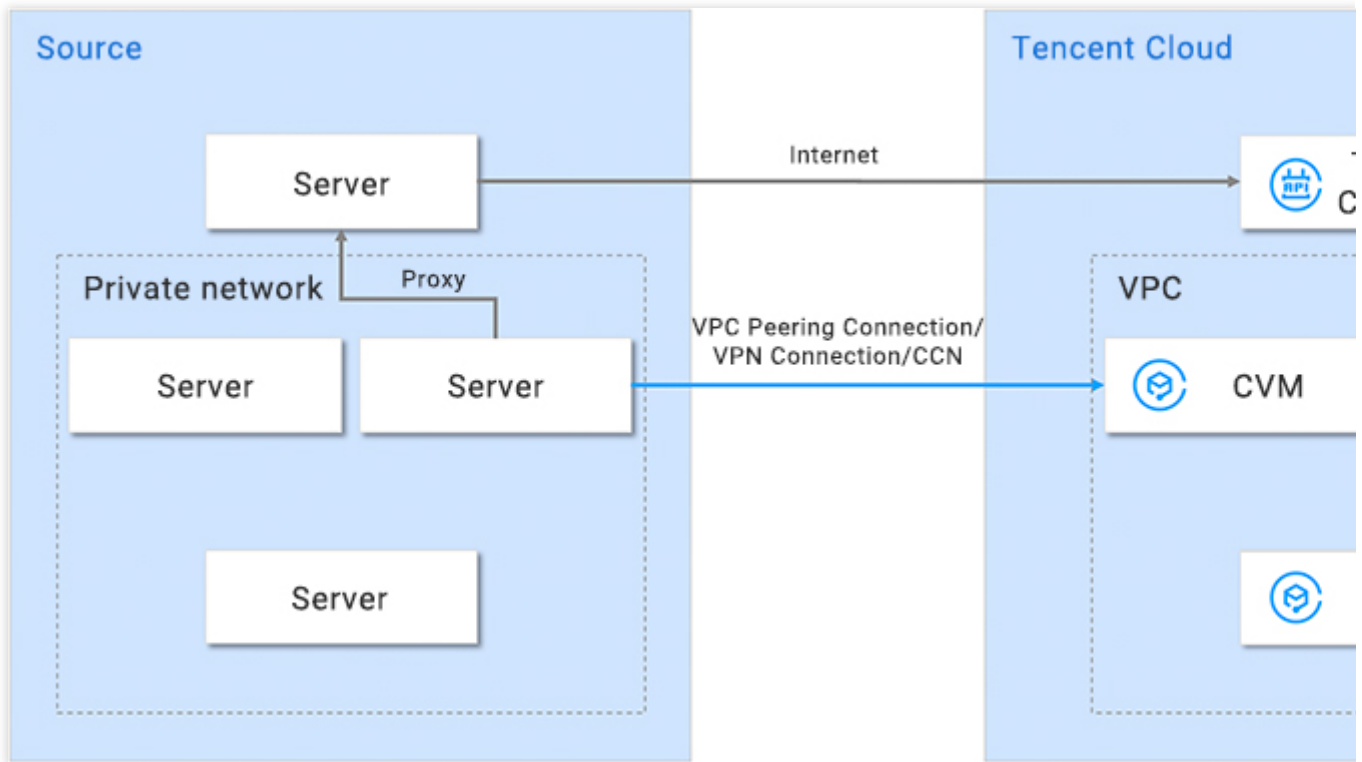 Source
Tencent Cloud
Internet
Server
API
Proxy
Private network
VPC
VPC Peering Connection/
VPN Connection/CCN
Server
Server
CVM
Server